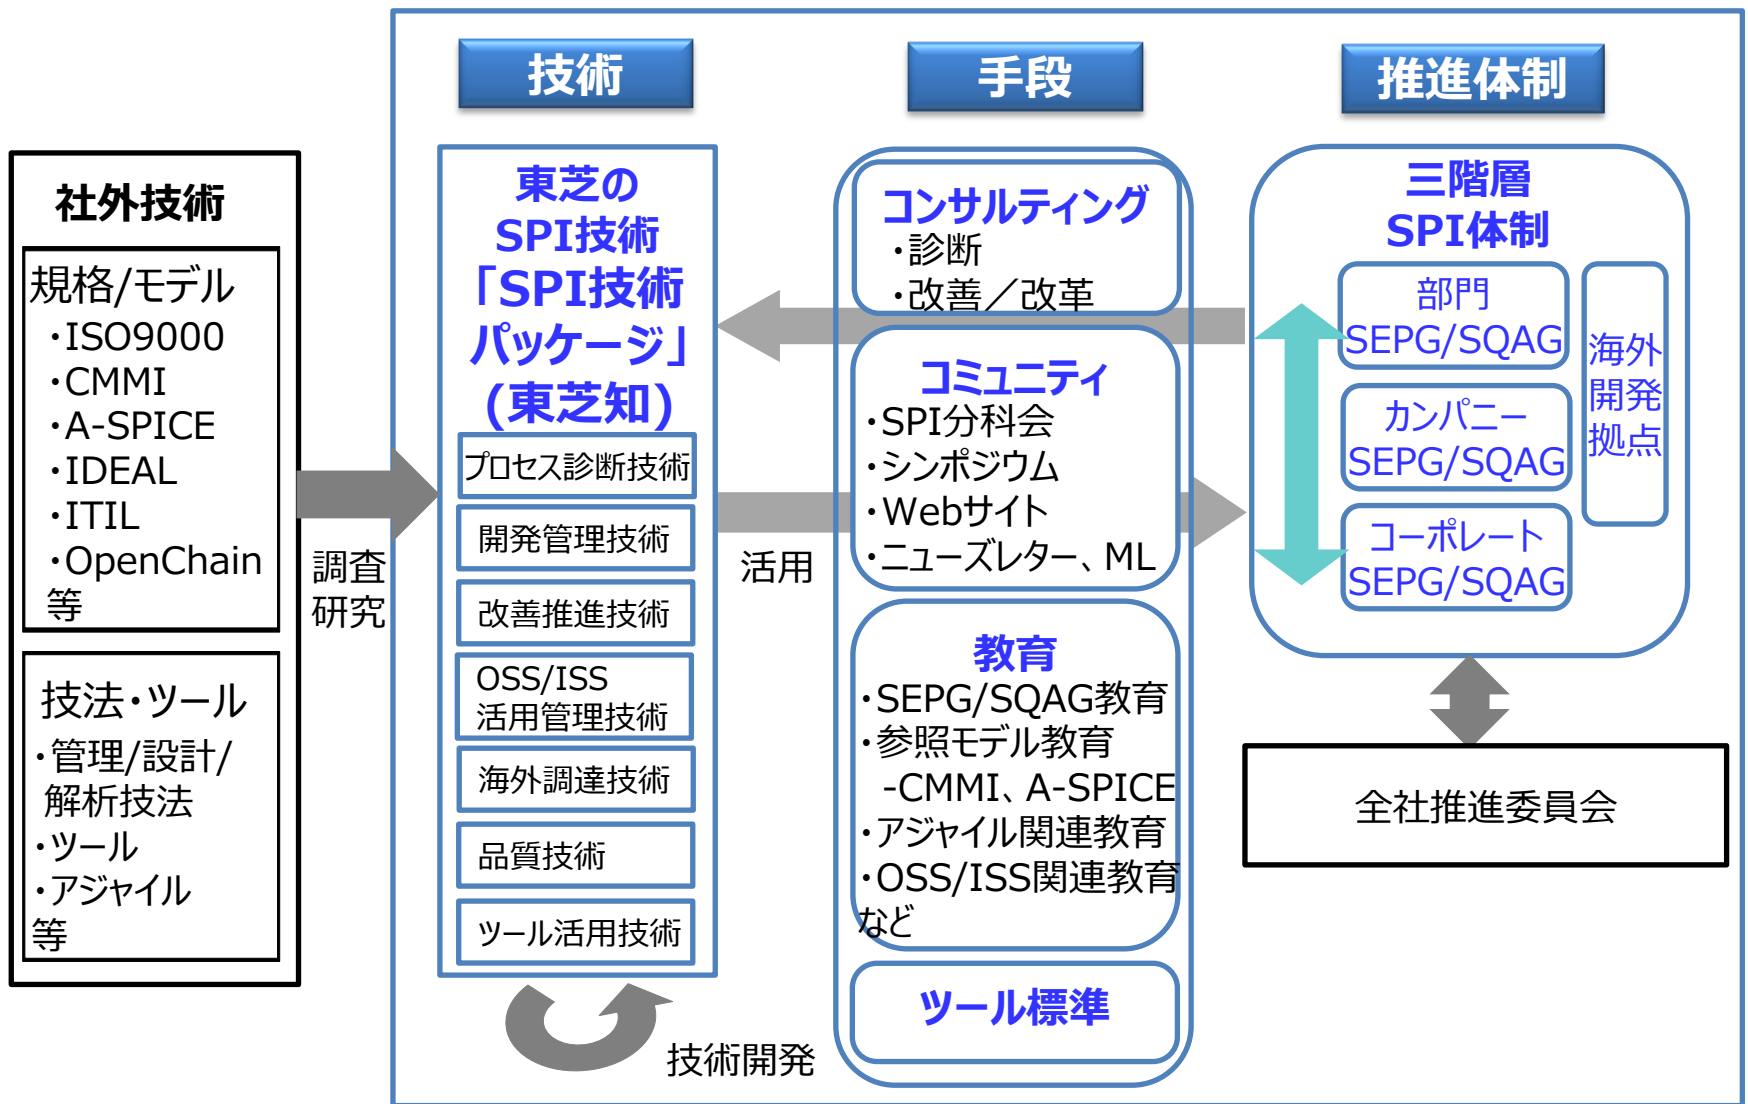 技術
手段
推進体制
社外技術
規格/モデル
・ISO9000
・CMMI
・A-SPICE
・IDEAL
・ITIL
・OpenChain
等
技法・ツール
・管理/設計/
解析技法
・ツール
・アジャイル
等
調査
研究
東芝の
SPI技術
「SPI技術
パッケージ」
(東芝知)
プロセス診断技術
開発管理技術
改善推進技術
OSS/ISS
活用管理技術
海外調達技術
品質技術
ツール活用技術
技術開発
活用
コンサルティング
・診断
・改善／改革
コミュニティ
・SPI分科会
・シンポジウム
・Webサイト
・ニューズレター、ML
教育
・SEPG/SQAG教育
・参照モデル教育
-CMMI、A-SPICE
・アジャイル関連教育
・OSS/ISS関連教育
など
ツール標準
三階層
SPI体制
部門
SEPG/SQAG
カンパニー
SEPG/SQAG
コーポレート
SEPG/SQAG
海外
開発
拠点
全社推進委員会